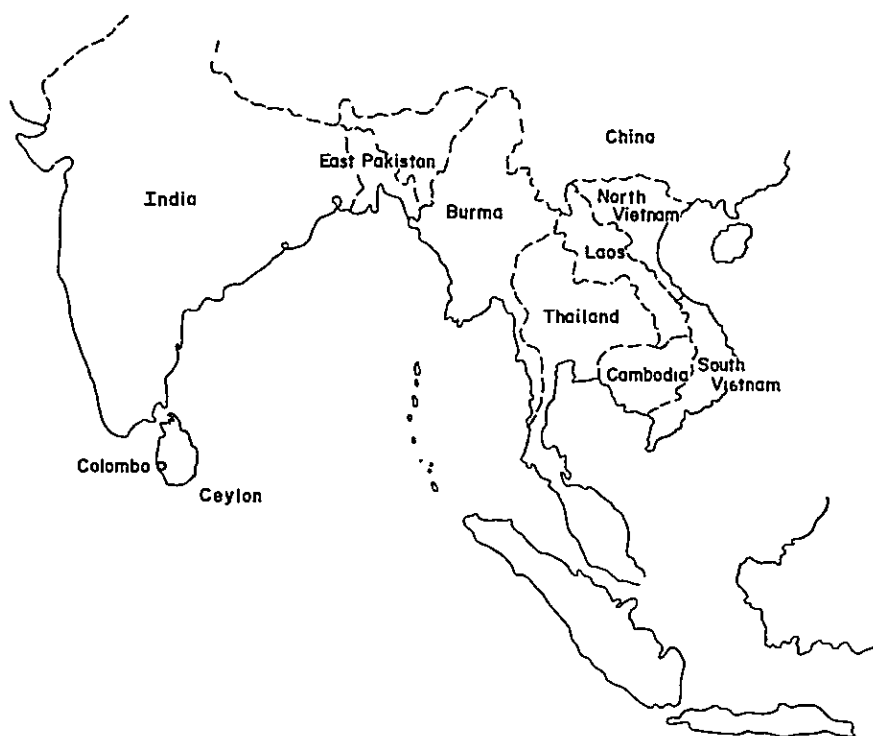 China
East Pakistan
India
North
Vietnam
Burma
Laos
Thailand
Cambodia
South
Vietnam
Colombo
Ceylon